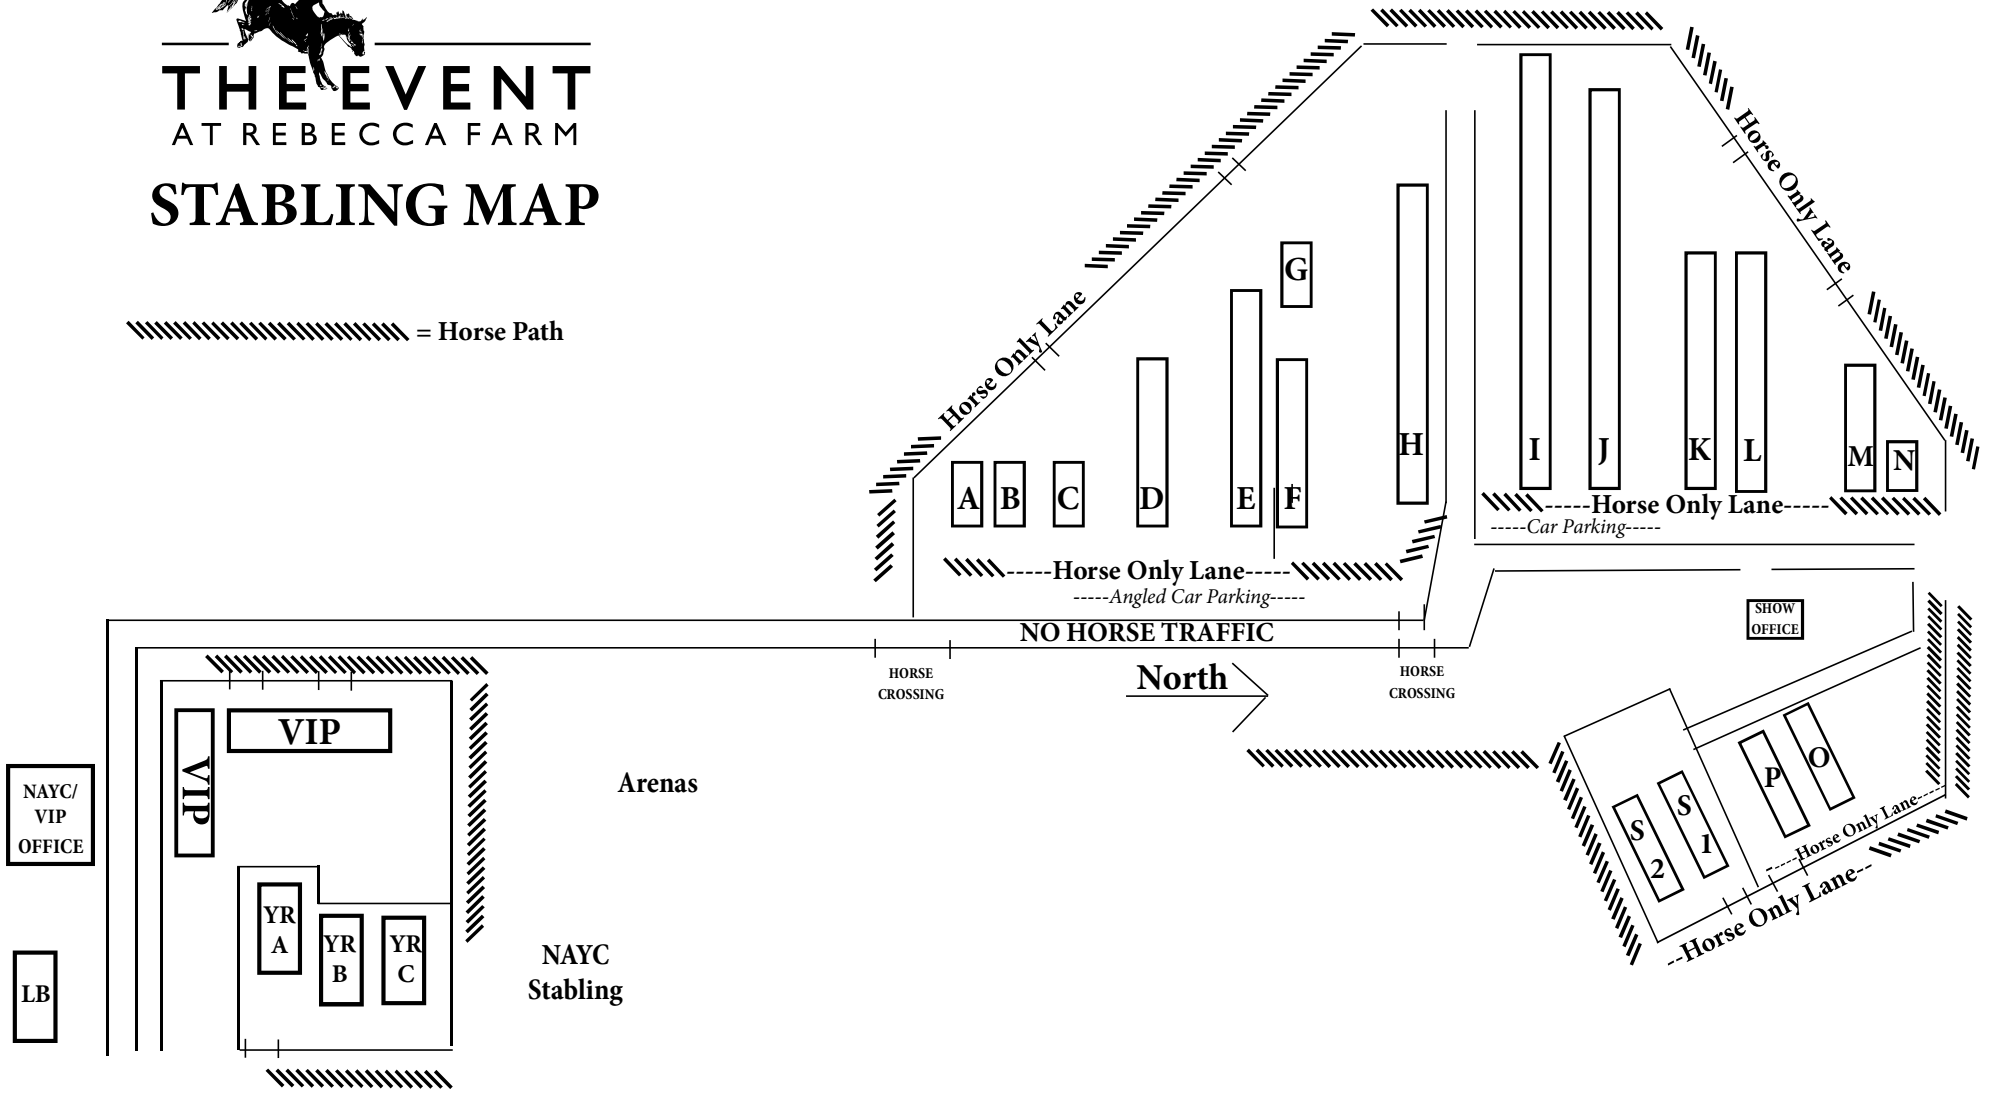 THE EVENT
AT REBECCA FARM
STABLING MAP
= Horse Path
Horse Only Lane
Horse Only Lane
G
A
B
C
D
E
F
H
I
J
K
L
M
N
-----Horse Only Lane-----
-----Car Parking-----
-----Horse Only Lane-----
-----Angled Car Parking-----
NO HORSE TRAFFIC
HORSE
CROSSING
North
HORSE
CROSSING
SHOW
OFFICE
VIP
VIP
NAYC/
VIP
OFFICE
Arenas
P
O
S
1
S
2
-----Horse Only Lane-----
--Horse Only Lane--
YR
A
YR
B
YR
C
NAYC
Stabling
LB